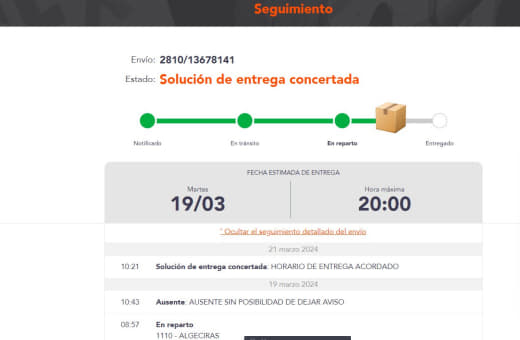 Seguimiento
Envío: 2810/13678141
Estado: Solución de entrega concertada
Notificado En tránsito En reparto Entregado
FECHA ESTIMADA DE ENTREGA
Martes Hora máxima
19/03 20:00
Ocultar el seguimiento detallado del envío
21 marzo 2024
10:21 Solución de entrega concertada: HORARIO DE ENTREGA ACORDADO
19 marzo 2024
10:43 Ausente: AUSENTE SIN POSIBILIDAD DE DEJAR AVISO
08:57 En reparto
1110 - ALGECIRAS